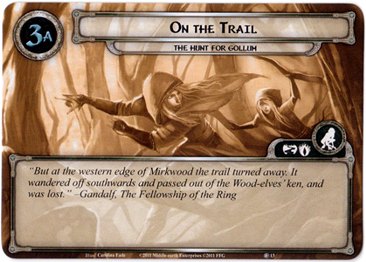 3A
On the Trail
The Hunt for Gollum
"But at the western edge of Mirkwood the trail turned away. It
wandered off southwards and passed out of the Wood-elves' ken, and
was lost." –Gandalf, The Fellowship of the Ring
©2011 Middle-earth Enterprises ©2011 FFG
13